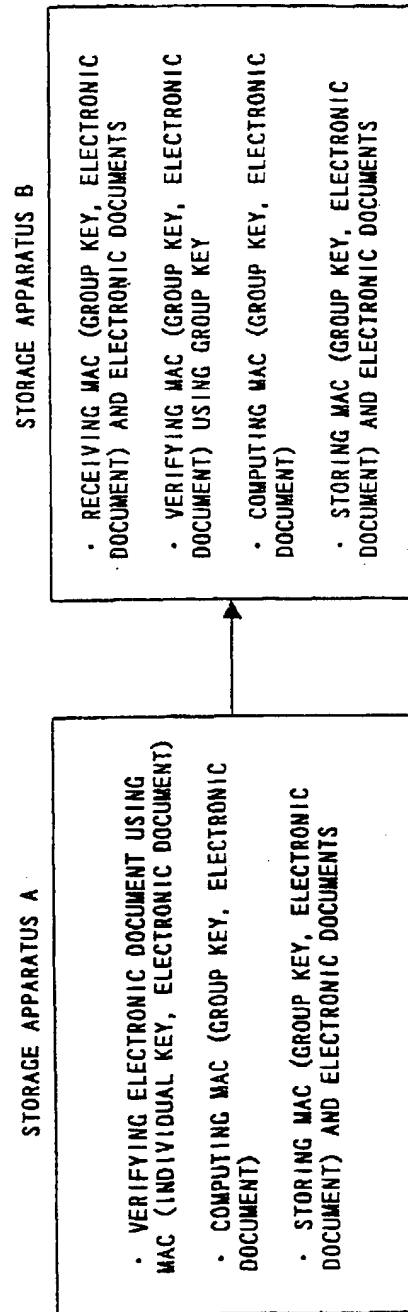 STORAGE APPARATUS A
· VERIFYING ELECTRONIC DOCUMENT USING
MAC (INDIVIDUAL KEY, ELECTRONIC DOCUMENT)
· COMPUTING MAC (GROUP KEY, ELECTRONIC
DOCUMENT)
· STORING MAC (GROUP KEY, ELECTRONIC
DOCUMENT) AND ELECTRONIC DOCUMENTS
STORAGE APPARATUS B
· RECEIVING MAC (GROUP KEY, ELECTRONIC
DOCUMENT) AND ELECTRONIC DOCUMENTS
· VERIFYING MAC (GROUP KEY, ELECTRONIC
DOCUMENT) USING GROUP KEY
· COMPUTING MAC (GROUP KEY, ELECTRONIC
DOCUMENT)
· STORING MAC (GROUP KEY, ELECTRONIC
DOCUMENT) AND ELECTRONIC DOCUMENTS